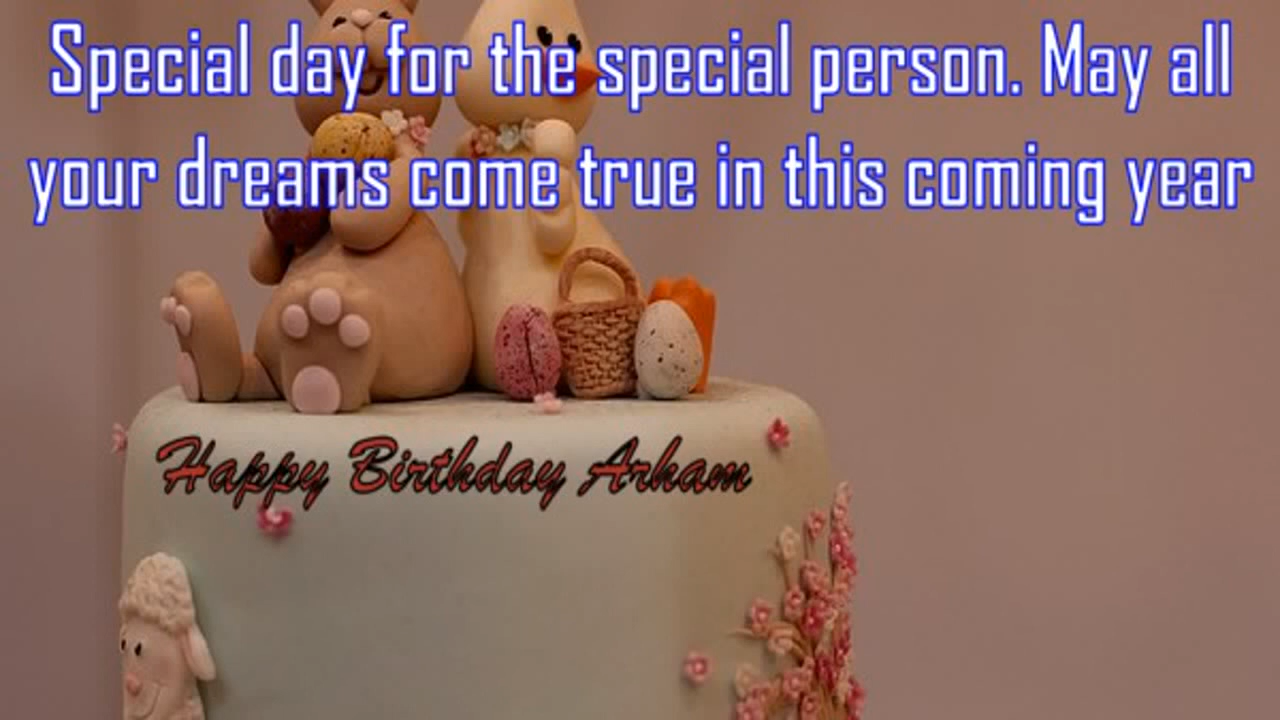 Special day for the special person. May all
your dreams come true in this coming year
Happy Birthday Arham